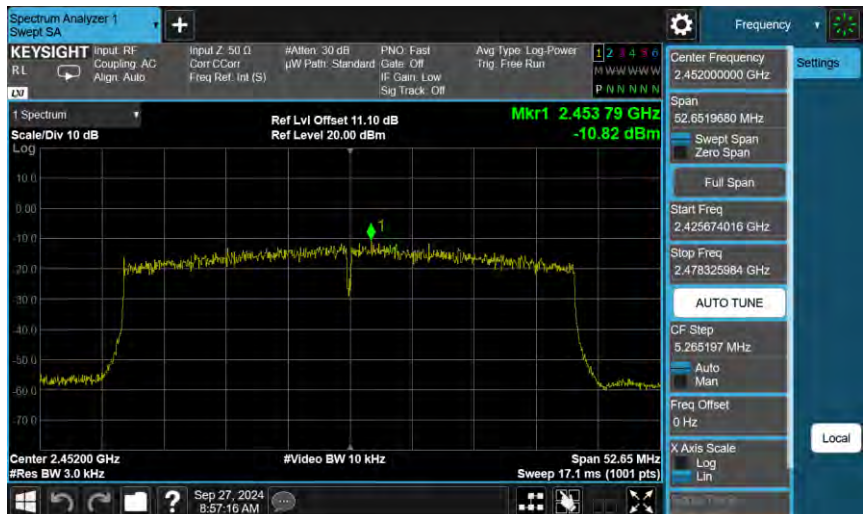 Spectrum Analyzer 1
Swept SA
+
Frequency
KEYSIGHT
RL
LXI
Input: RF
Coupling: AC
Align: Auto
Input Z: 50 Ω
Corr CCorr
Freq Ref: Int (S)
#Atten: 30 dB
µW Path: Standard
PNO: Fast
Gate: Off
IF Gain: Low
Sig Track: Off
Avg Type: Log-Power
Trig: Free Run
1 2 3 4 5 6
M W W W W W
P N N N N N
1 Spectrum
Scale/Div 10 dB
Log
Ref Lvl Offset 11.10 dB
Ref Level 20.00 dBm
Mkr1 2.453 79 GHz
-10.82 dBm
1
10.0
0.00
-10.0
-20.0
-30.0
-40.0
-50.0
-60.0
-70.0
Center 2.45200 GHz
#Res BW 3.0 kHz
#Video BW 10 kHz
Span 52.65 MHz
Sweep 17.1 ms (1001 pts)
Sep 27, 2024
8:57:16 AM
?
Center Frequency
2.452000000 GHz
Settings
Span
52.6519680 MHz
Swept Span
Zero Span
Full Span
Start Freq
2.425674016 GHz
Stop Freq
2.478325984 GHz
AUTO TUNE
CF Step
5.265197 MHz
Auto
Man
Freq Offset
0 Hz
Local
X Axis Scale
Log
Lin